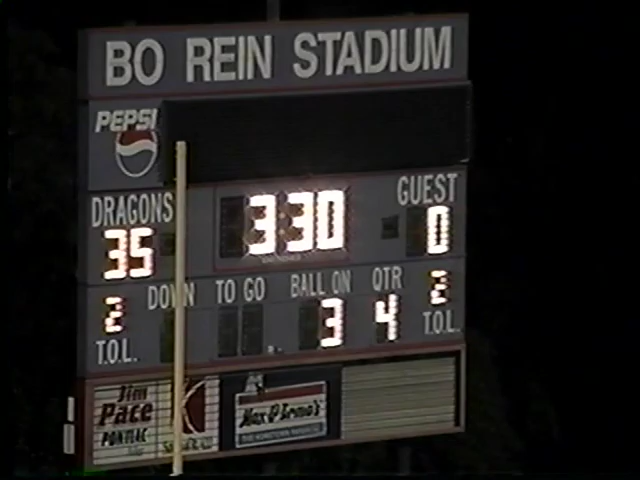 BO REIN STADIUM
PEPSI
DRAGONS 3:30 GUEST
35 0
2 DOWN TO GO BALL ON QTR 2
3 4
T.O.L. T.O.L.
Jim
Pace
PONTIAC
K
Max & Erma's